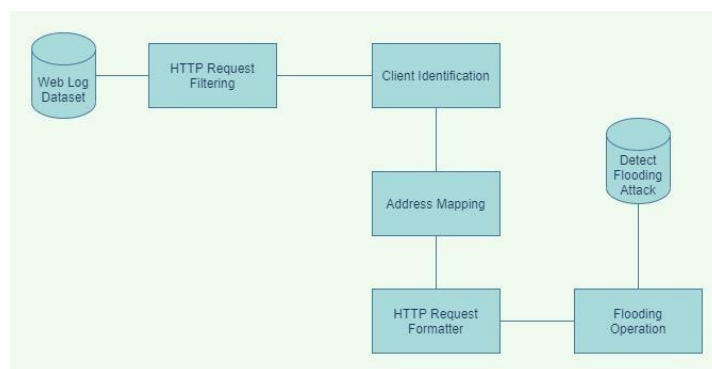 Web Log
Dataset
HTTP Request
Filtering
Client Identification
Address Mapping
HTTP Request
Formatter
Flooding
Operation
Detect
Flooding
Attack